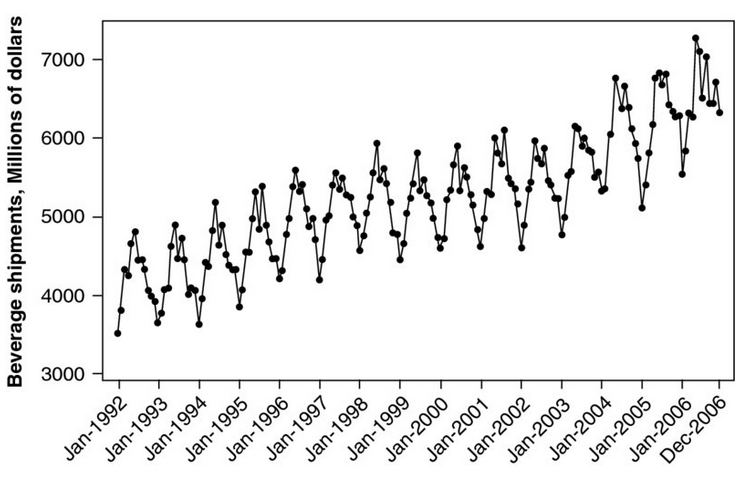 Beverage shipments, Millions of dollars
7000
6000
5000
4000
3000
Jan-1992
Jan-1993
Jan-1994
Jan-1995
Jan-1996
Jan-1997
Jan-1998
Jan-1999
Jan-2000
Jan-2001
Jan-2002
Jan-2003
Jan-2004
Jan-2005
Jan-2006
Dec-2006